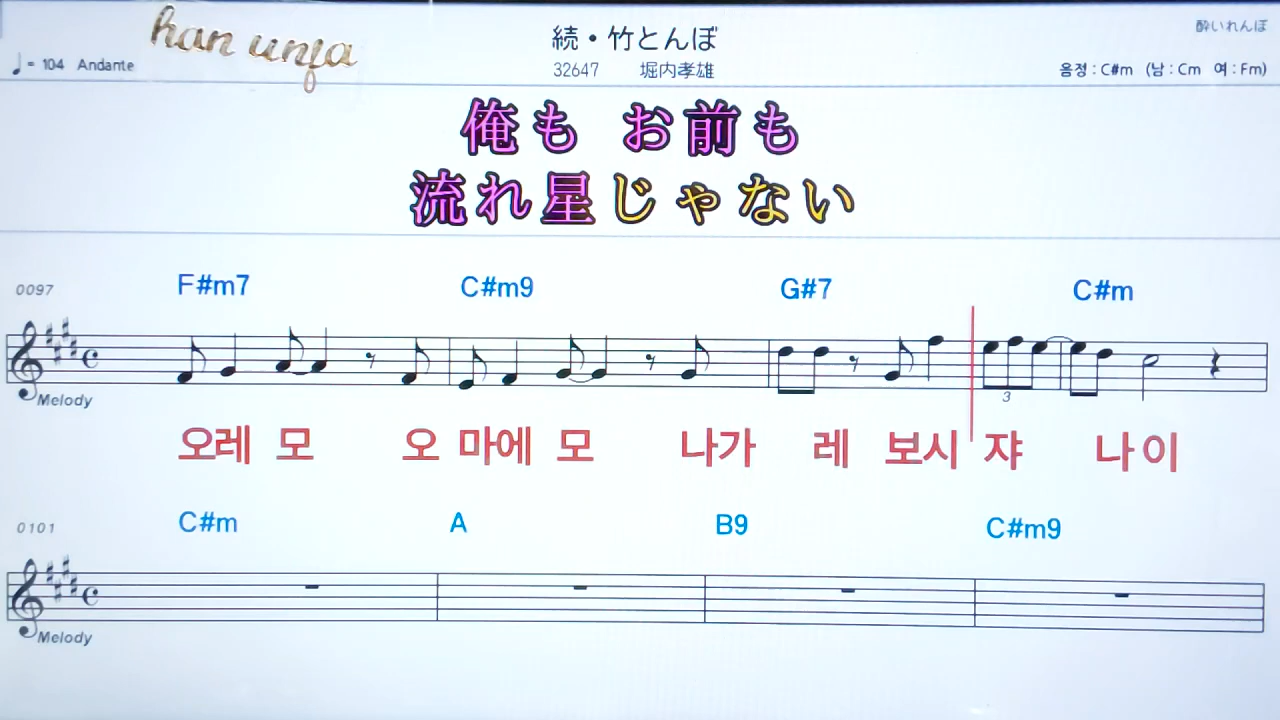 han unja
続・竹とんぼ
酔いれんぼ
♩= 104 Andante
32647 堀内孝雄
음정 : C#m (남 : Cm 여 : Fm)
俺も お前も
流れ星じゃない
0097 F#m7 C#m9 G#7 C#m
3
Melody
오레 모 오 마에 모 나가 레 보시 쟈 나이
0101 C#m A B9 C#m9
Melody